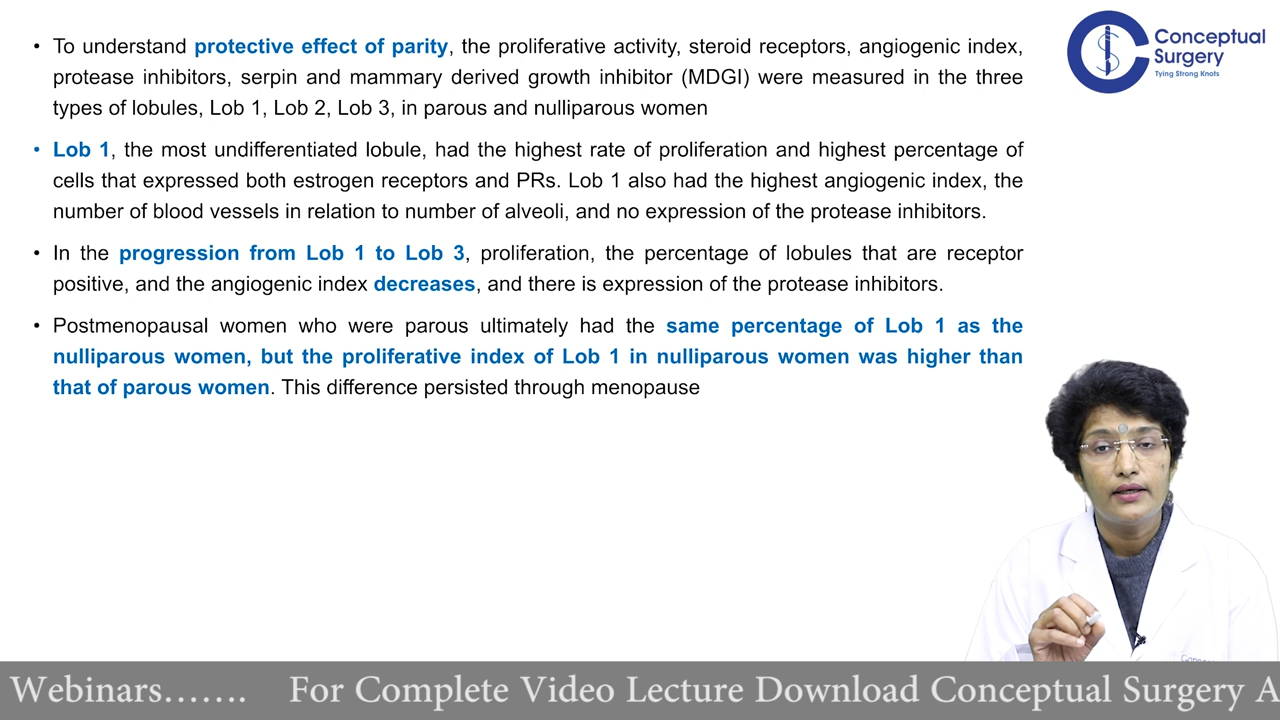 • To understand protective effect of parity, the proliferative activity, steroid receptors, angiogenic index,
protease inhibitors, serpin and mammary derived growth inhibitor (MDGI) were measured in the three
types of lobules, Lob 1, Lob 2, Lob 3, in parous and nulliparous women
• Lob 1, the most undifferentiated lobule, had the highest rate of proliferation and highest percentage of
cells that expressed both estrogen receptors and PRs. Lob 1 also had the highest angiogenic index, the
number of blood vessels in relation to number of alveoli, and no expression of the protease inhibitors.
• In the progression from Lob 1 to Lob 3, proliferation, the percentage of lobules that are receptor
positive, and the angiogenic index decreases, and there is expression of the protease inhibitors.
• Postmenopausal women who were parous ultimately had the same percentage of Lob 1 as the
nulliparous women, but the proliferative index of Lob 1 in nulliparous women was higher than
that of parous women. This difference persisted through menopause
Conceptual
Surgery
Tying Strong Knots
Webinars....... For Complete Video Lecture Download Conceptual Surgery A